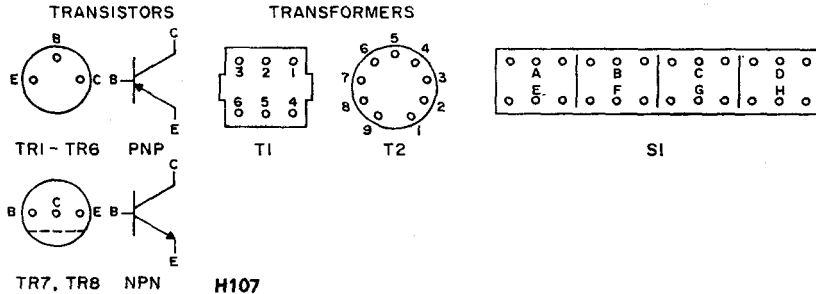 TRANSISTORS TRANSFORMERS
B
E C
C
B
E
TR1-TR6 PNP
3 2 1
6 5 4
T1
5
6 4
7 3
8 2
9 1
T2
A B C D
E F G H
S1
B C E
C
B
E
TR7, TR8 NPN
H107